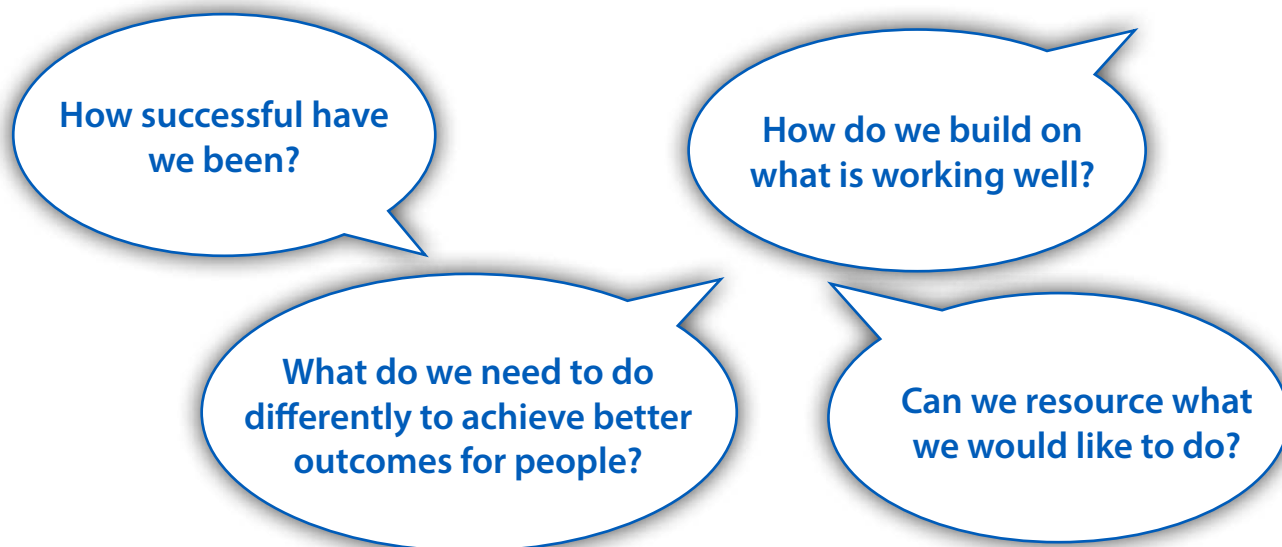 How successful have
we been?
How do we build on
what is working well?
What do we need to do
differently to achieve better
outcomes for people?
Can we resource what
we would like to do?